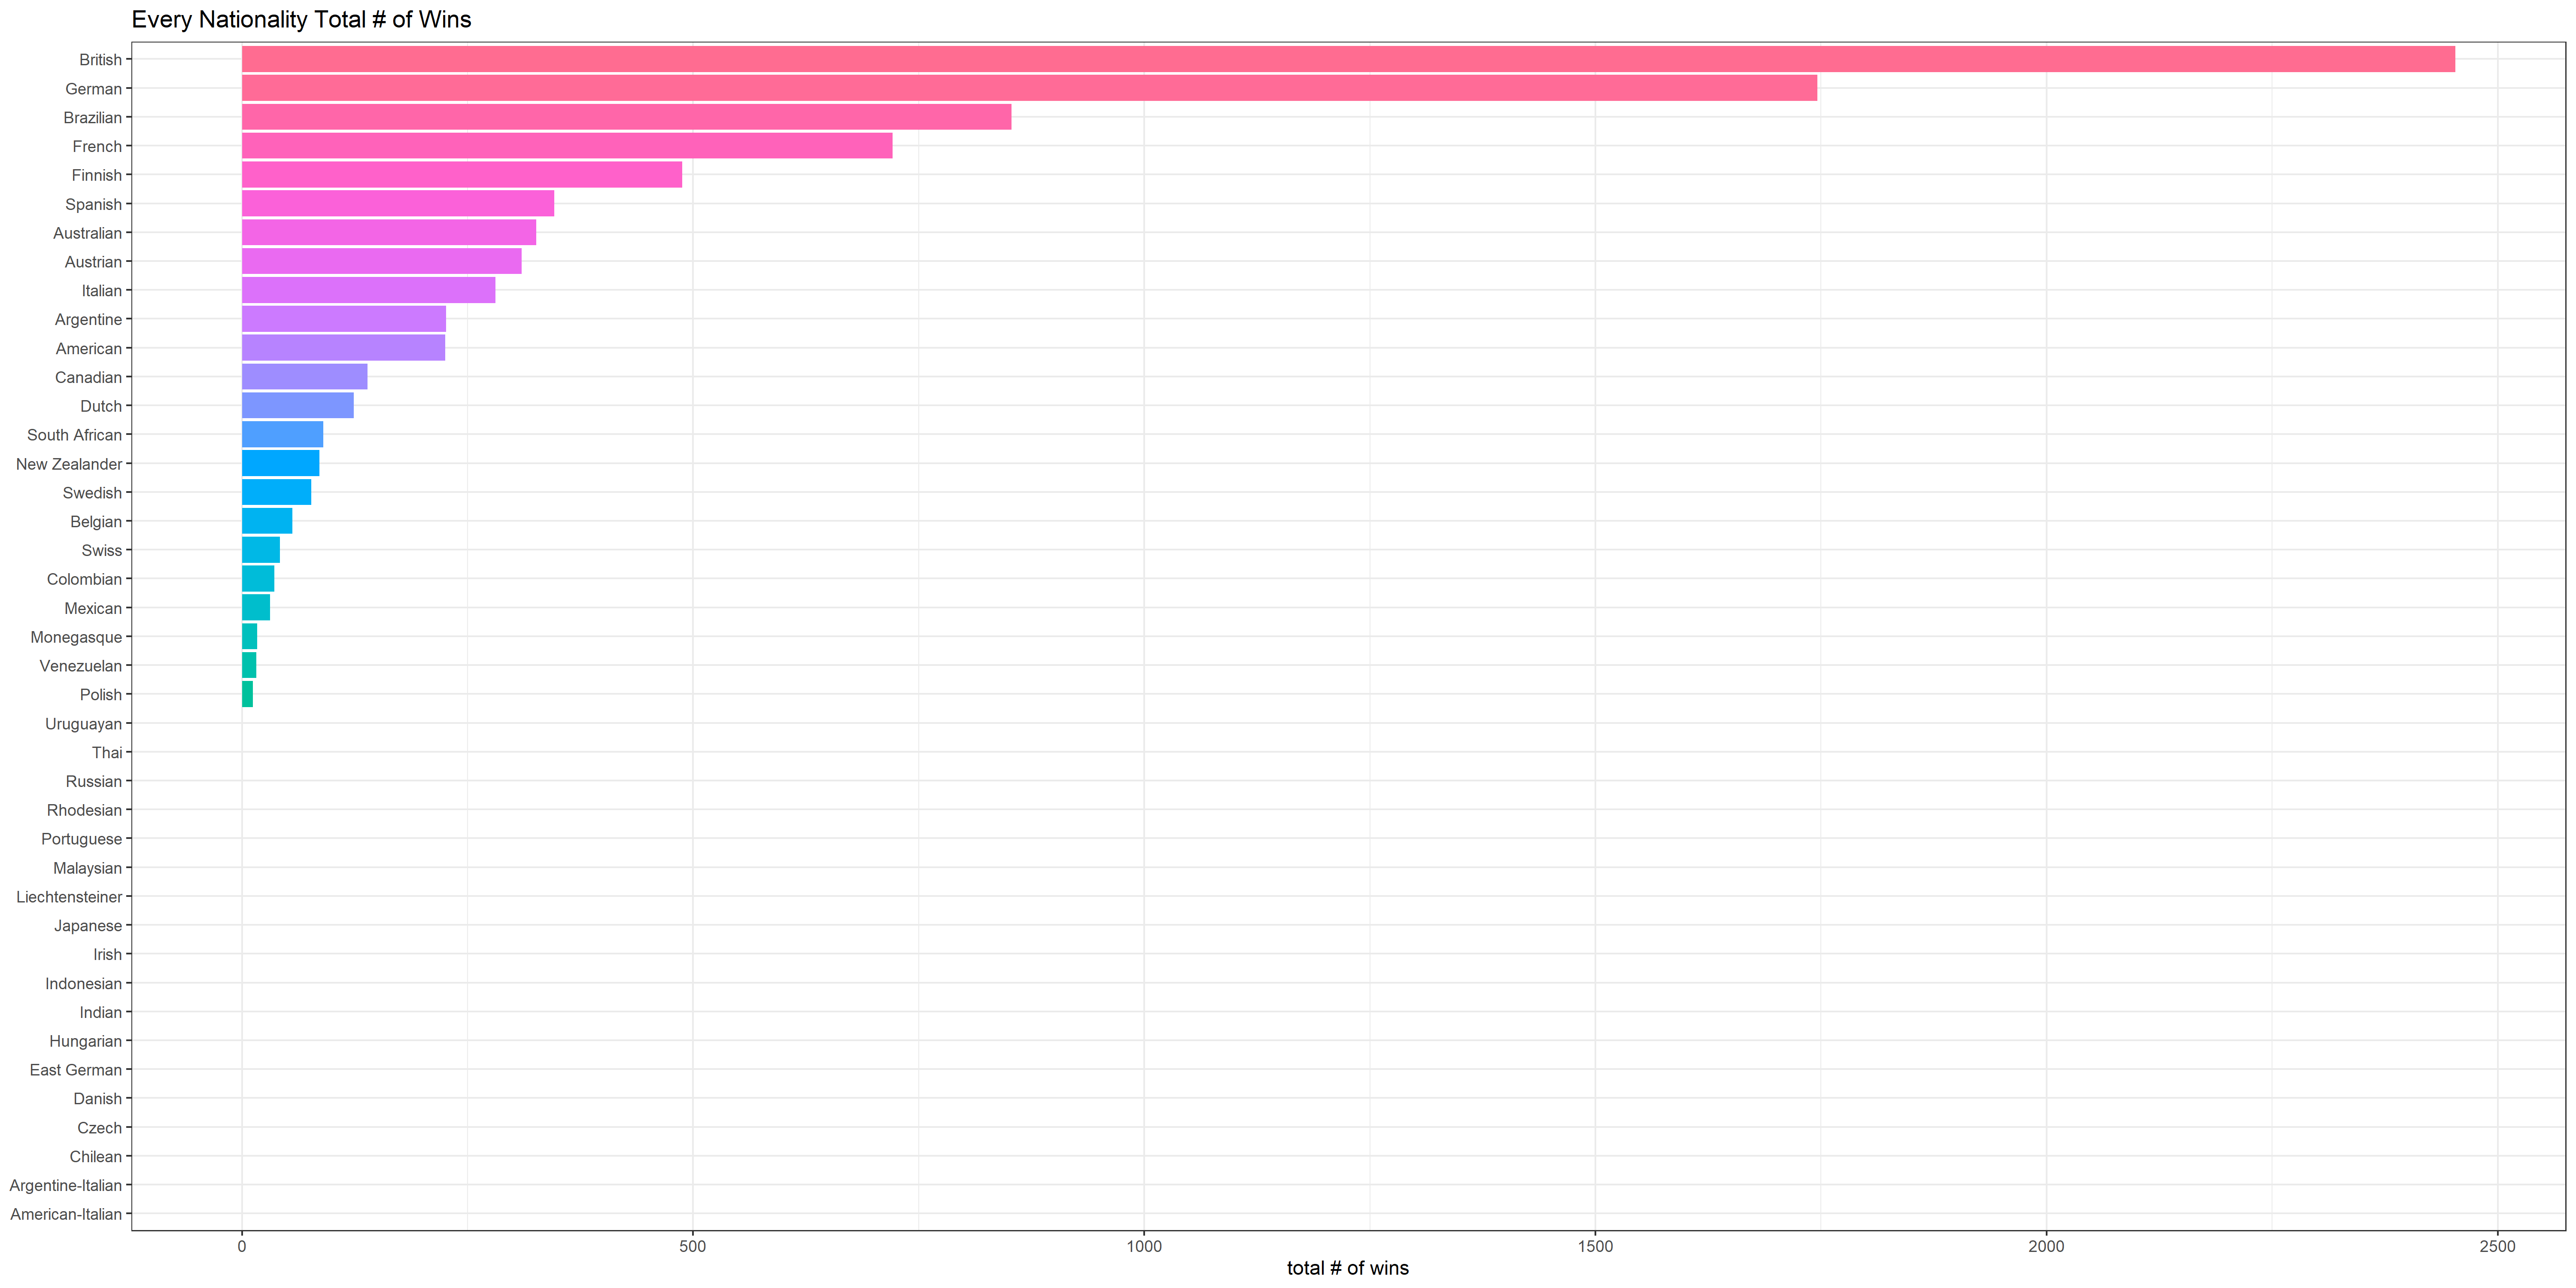 Every Nationality Total # of Wins
British
German
Brazilian
French
Finnish
Spanish
Australian
Austrian
Italian
Argentine
American
Canadian
Dutch
South African
New Zealander
Swedish
Belgian
Swiss
Colombian
Mexican
Monegasque
Venezuelan
Polish
Uruguayan
Thai
Russian
Rhodesian
Portuguese
Malaysian
Liechtensteiner
Japanese
Irish
Indonesian
Indian
Hungarian
East German
Danish
Czech
Chilean
Argentine-Italian
American-Italian
0 500 1000 1500 2000 2500
total # of wins